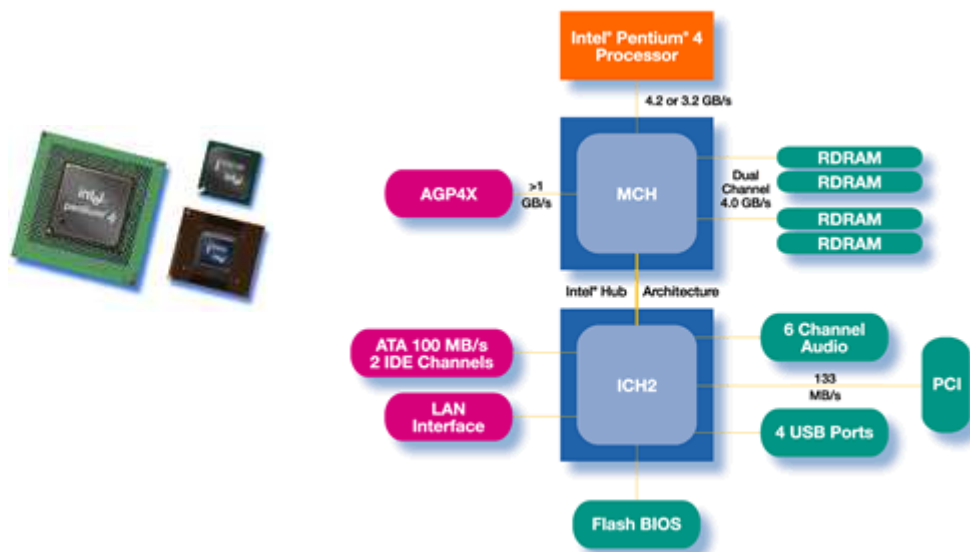 Intel® Pentium® 4
Processor
4.2 or 3.2 GB/s
MCH
AGP4X
>1
GB/s
Dual
Channel
4.0 GB/s
RDRAM
RDRAM
RDRAM
RDRAM
intel
pentium 4
intel
Intel® Hub Architecture
ICH2
ATA 100 MB/s
2 IDE Channels
LAN
Interface
6 Channel
Audio
133
MB/s
PCI
4 USB Ports
Flash BIOS